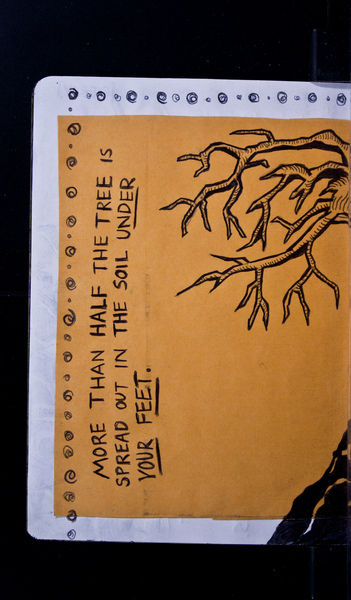 MORE THAN HALF THE TREE IS
SPREAD OUT IN THE SOIL UNDER
YOUR FEET.